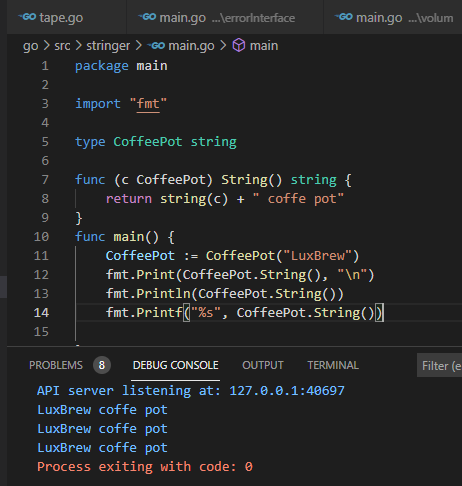 tape.go main.go ...\errorInterface main.go ...\volum
go > src > stringer > main.go > main
1 package main
2
3 import "fmt"
4
5 type CoffeePot string
6
7 func (c CoffeePot) String() string {
8 return string(c) + " coffe pot"
9 }
10 func main() {
11 CoffeePot := CoffeePot("LuxBrew")
12 fmt.Print(CoffeePot.String(), "\n")
13 fmt.Println(CoffeePot.String())
14 fmt.Printf("%s", CoffeePot.String())
15
PROBLEMS 8 DEBUG CONSOLE OUTPUT TERMINAL Filter (e
API server listening at: 127.0.0.1:40697
LuxBrew coffe pot
LuxBrew coffe pot
LuxBrew coffe pot
Process exiting with code: 0